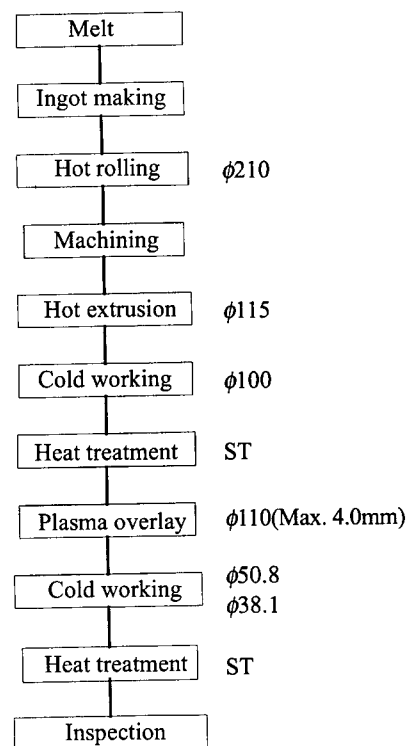 Melt
Ingot making
Hot rolling ϕ210
Machining
Hot extrusion ϕ115
Cold working ϕ100
Heat treatment ST
Plasma overlay ϕ110(Max. 4.0mm)
Cold working ϕ50.8
ϕ38.1
Heat treatment ST
Inspection